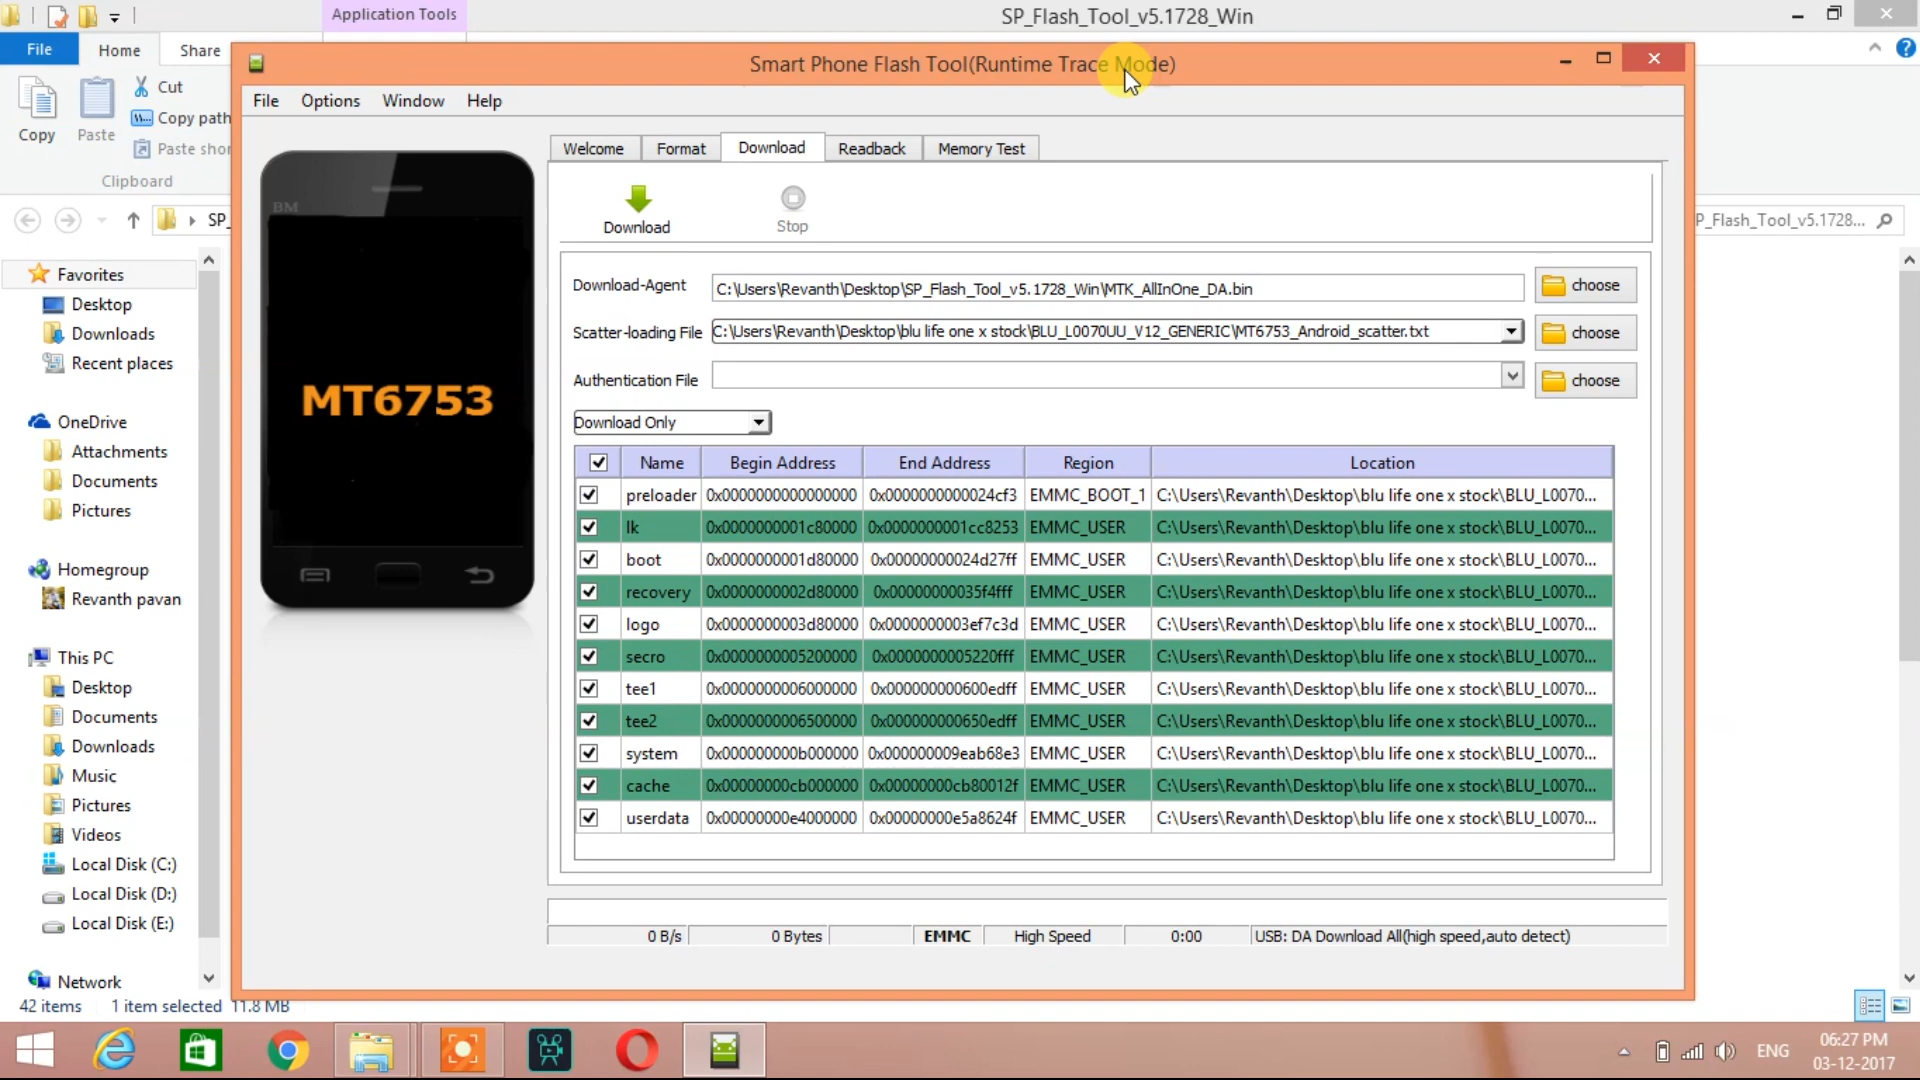 Application Tools
SP_Flash_Tool_v5.1728_Win
File
Home
Share
Copy
Paste
Cut
Copy path
Paste shor
Clipboard
SP_
P_Flash_Tool_v5.1728...
Smart Phone Flash Tool(Runtime Trace Mode)
File Options Window Help
Welcome Format Download Readback Memory Test
Download Stop
Download-Agent C:\Users\Revanth\Desktop\SP_Flash_Tool_v5.1728_Win\MTK_AllInOne_DA.bin choose
Scatter-loading File C:\Users\Revanth\Desktop\blu life one x stock\BLU_L0070UU_V12_GENERIC\MT6753_Android_scatter.txt choose
Authentication File choose
Download Only
BM
MT6753
Name Begin Address End Address Region Location
preloader 0x0000000000000000 0x0000000000024cf3 EMMC_BOOT_1 C:\Users\Revanth\Desktop\blu life one x stock\BLU_L0070...
lk 0x0000000001c80000 0x0000000001cc8253 EMMC_USER C:\Users\Revanth\Desktop\blu life one x stock\BLU_L0070...
boot 0x0000000001d80000 0x00000000024d27ff EMMC_USER C:\Users\Revanth\Desktop\blu life one x stock\BLU_L0070...
recovery 0x0000000002d80000 0x00000000035f4fff EMMC_USER C:\Users\Revanth\Desktop\blu life one x stock\BLU_L0070...
logo 0x0000000003d80000 0x0000000003ef7c3d EMMC_USER C:\Users\Revanth\Desktop\blu life one x stock\BLU_L0070...
secro 0x0000000005200000 0x0000000005220fff EMMC_USER C:\Users\Revanth\Desktop\blu life one x stock\BLU_L0070...
tee1 0x0000000006000000 0x000000000600edff EMMC_USER C:\Users\Revanth\Desktop\blu life one x stock\BLU_L0070...
tee2 0x0000000006500000 0x000000000650edff EMMC_USER C:\Users\Revanth\Desktop\blu life one x stock\BLU_L0070...
system 0x000000000b000000 0x000000009eab68e3 EMMC_USER C:\Users\Revanth\Desktop\blu life one x stock\BLU_L0070...
cache 0x00000000cb000000 0x00000000cb80012f EMMC_USER C:\Users\Revanth\Desktop\blu life one x stock\BLU_L0070...
userdata 0x00000000e4000000 0x00000000e5a8624f EMMC_USER C:\Users\Revanth\Desktop\blu life one x stock\BLU_L0070...
0 B/s 0 Bytes EMMC High Speed 0:00 USB: DA Download All(high speed,auto detect)
Favorites
Desktop
Downloads
Recent places
OneDrive
Attachments
Documents
Pictures
Homegroup
Revanth pavan
This PC
Desktop
Documents
Downloads
Music
Pictures
Videos
Local Disk (C:)
Local Disk (D:)
Local Disk (E:)
Network
42 items 1 item selected 11.8 MB
ENG
06:27 PM
03-12-2017